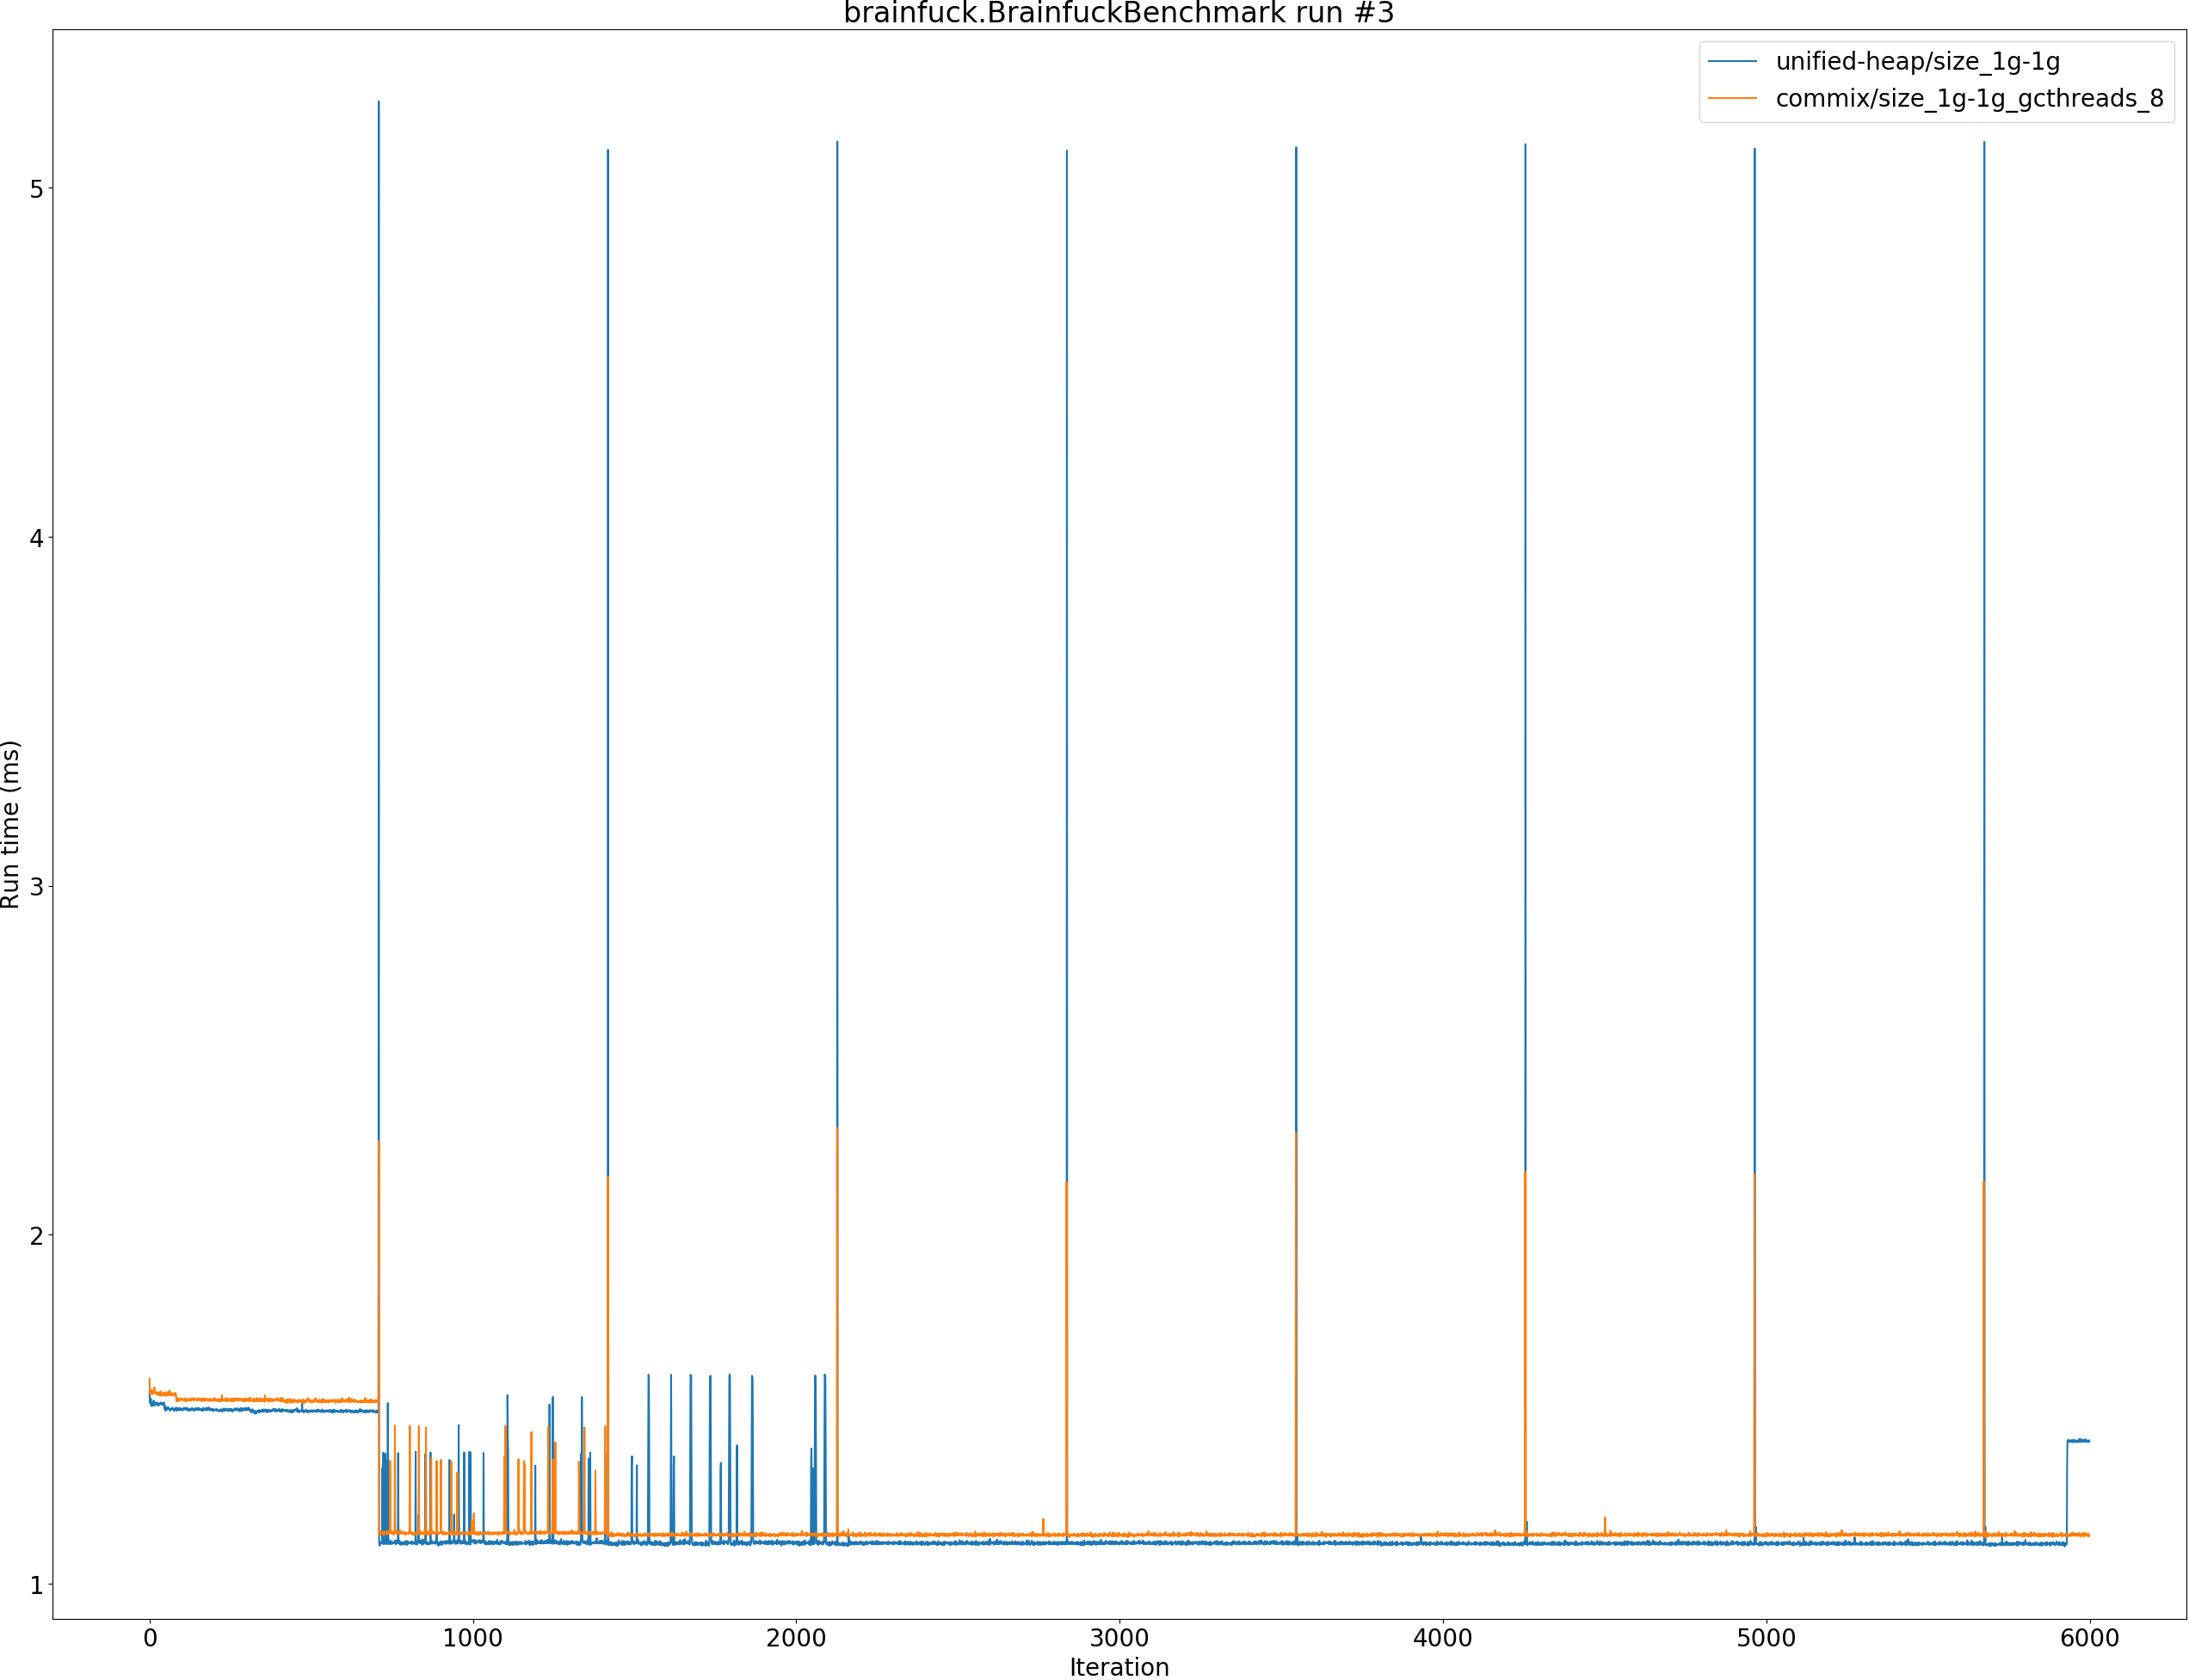 brainfuck.BrainfuckBenchmark run #3
unified-heap/size_1g-1g
commix/size_1g-1g_gcthreads_8
Run time (ms)
5
4
3
2
1
0 1000 2000 3000 4000 5000 6000
Iteration